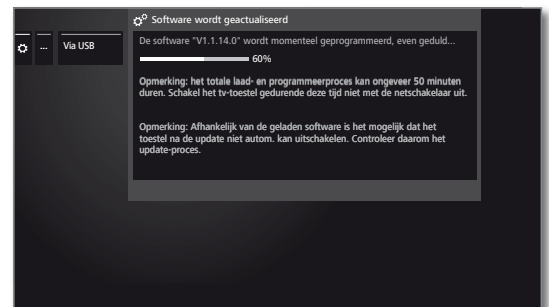 Software wordt geactualiseerd
... Via USB
De software "V1.1.14.0" wordt momenteel geprogrammeerd, even geduld...
60%
Opmerking: het totale laad- en programmeerproces kan ongeveer 50 minuten
duren. Schakel het tv-toestel gedurende deze tijd niet met de netschakelaar uit.
Opmerking: Afhankelijk van de geladen software is het mogelijk dat het
toestel na de update niet autom. kan uitschakelen. Controleer daarom het
update-proces.